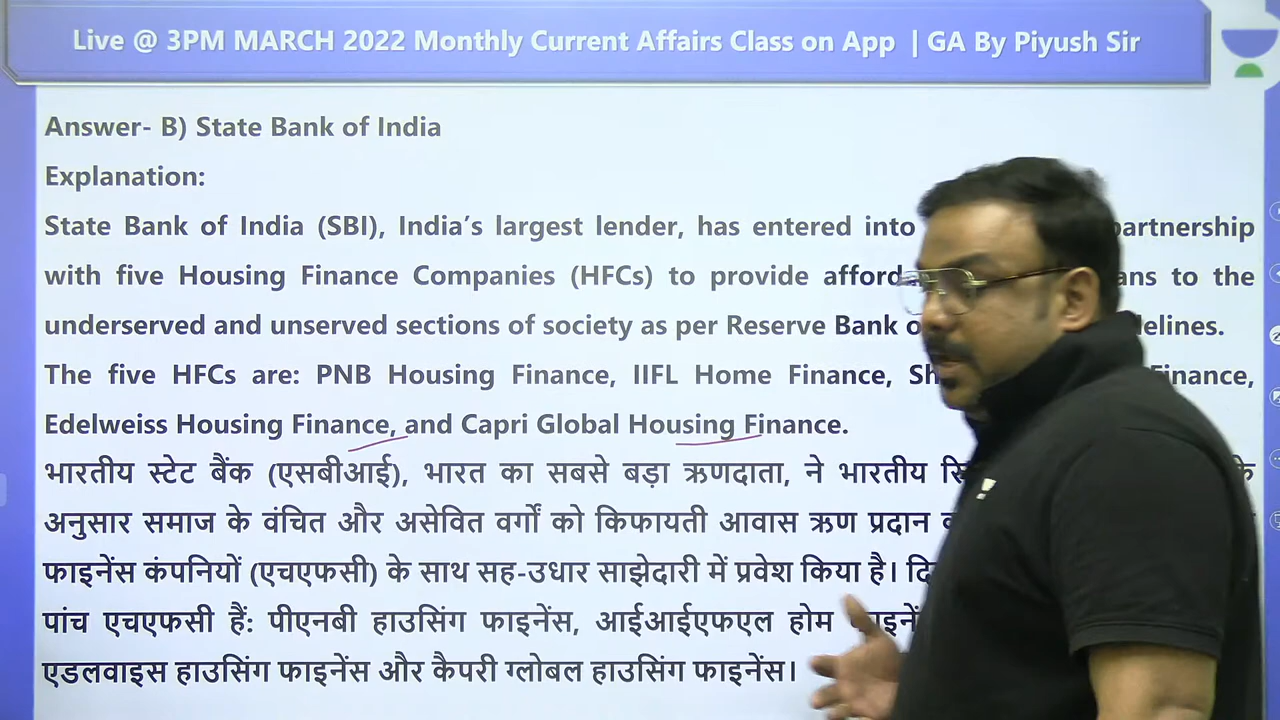 Live @ 3PM MARCH 2022 Monthly Current Affairs Class on App | GA By Piyush Sir
Answer- B) State Bank of India
Explanation:
State Bank of India (SBI), India’s largest lender, has entered into partnership
with five Housing Finance Companies (HFCs) to provide to the
underserved and unserved sections of society as per Reserve Bank
The five HFCs are: PNB Housing Finance, IIFL Home Finance, Finance,
Edelweiss Housing Finance, and Capri Global Housing Finance.
भारतीय स्टेट बैंक (एसबीआई), भारत का सबसे बड़ा ऋणदाता, ने भारतीय के
अनुसार समाज के वंचित और असेवित वर्गों को किफायती आवास ऋण प्रदान
फाइनेंस कंपनियों (एचएफसी) के साथ सह-उधार साझेदारी में प्रवेश किया है।
पांच एचएफसी हैं: पीएनबी हाउसिंग फाइनेंस, आईआईएफएल होम
एडलवाइस हाउसिंग फाइनेंस और कैपरी ग्लोबल हाउसिंग फाइनेंस।